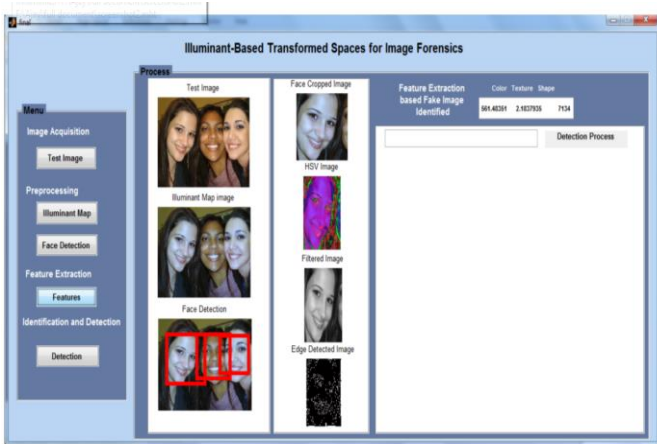 final
Illuminant-Based Transformed Spaces for Image Forensics
Menu
Image Acquisition
Test Image
Preprocessing
Illuminant Map
Face Detection
Feature Extraction
Features
Identification and Detection
Detection
Process
Test Image
Illuminant Map image
Face Detection
Face Cropped Image
HSV Image
Filtered Image
Edge Detected Image
Feature Extraction
based Fake Image
Identified
Color Texture Shape
561.48351 2.1837935 7134
Detection Process